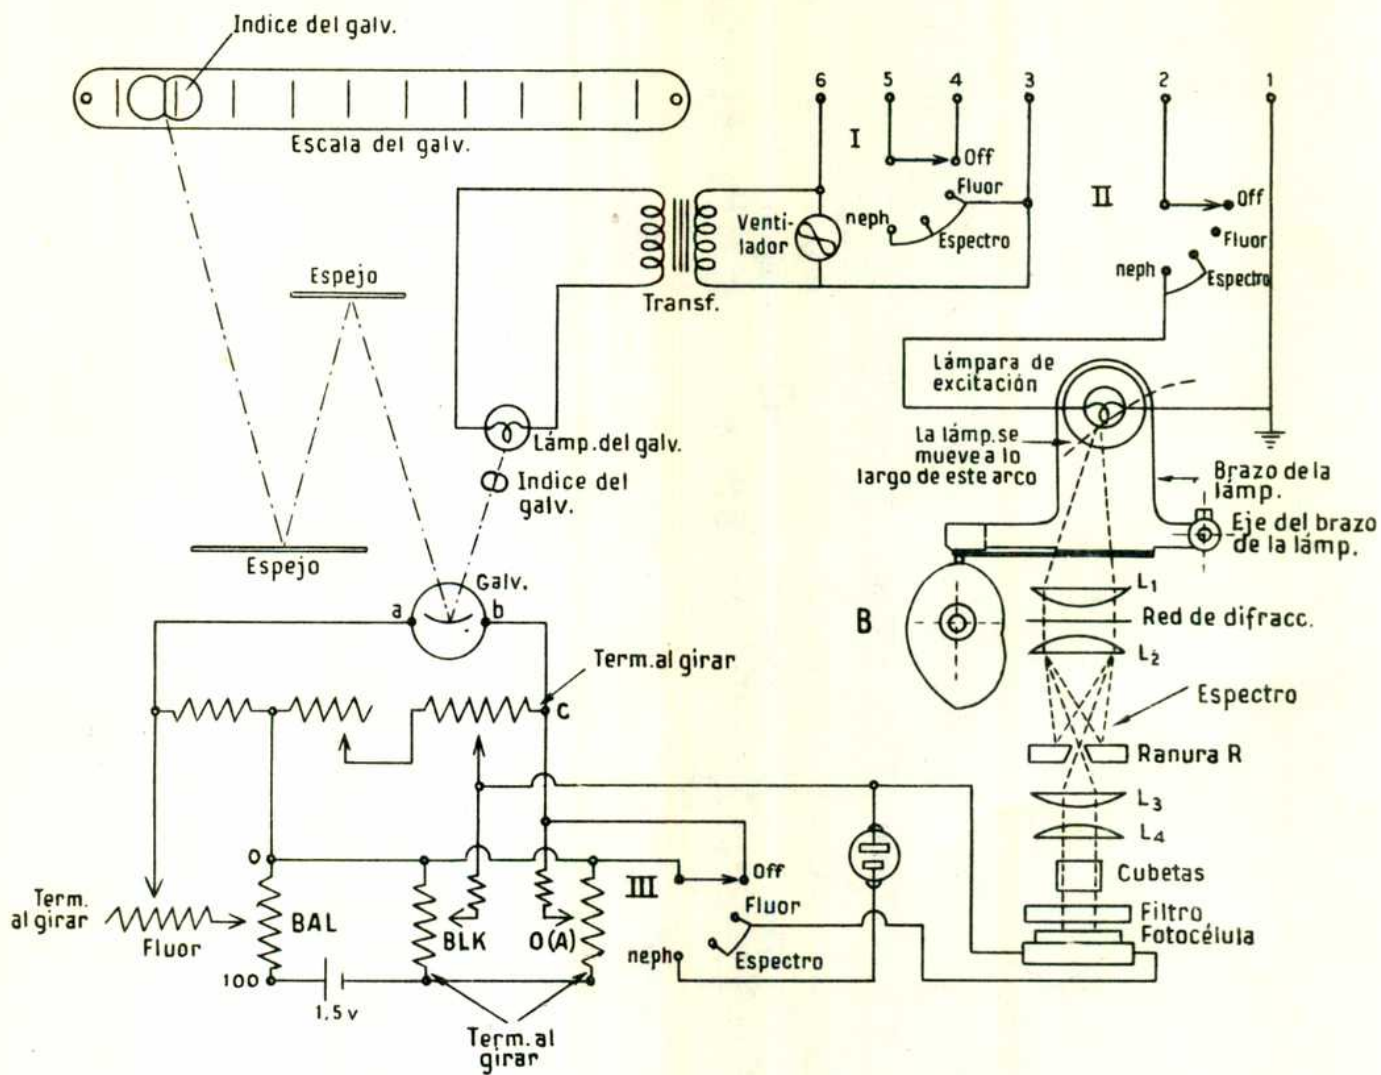 Indice del galv.
Escala del galv.
6
5
4
3
2
1
I
Off
Fluor
neph
Espectro
II
Off
Fluor
neph
Espectro
Venti-
lador
Transf.
Espejo
Espejo
Lámp. del galv.
Indice del
galv.
Galv.
a
b
Lámpara de
excitación
La lámp. se
mueve a lo
largo de este arco
Brazo de la
lámp.
Eje del brazo
de la lámp.
B
L1
Red de difracc.
L2
Espectro
Ranura R
L3
L4
Cubetas
Filtro
Fotocélula
Term. al girar
C
0
Term.
al girar
Fluor
BAL
BLK
0(A)
100
1,5 v
Term. al
girar
III
Off
Fluor
neph
Espectro